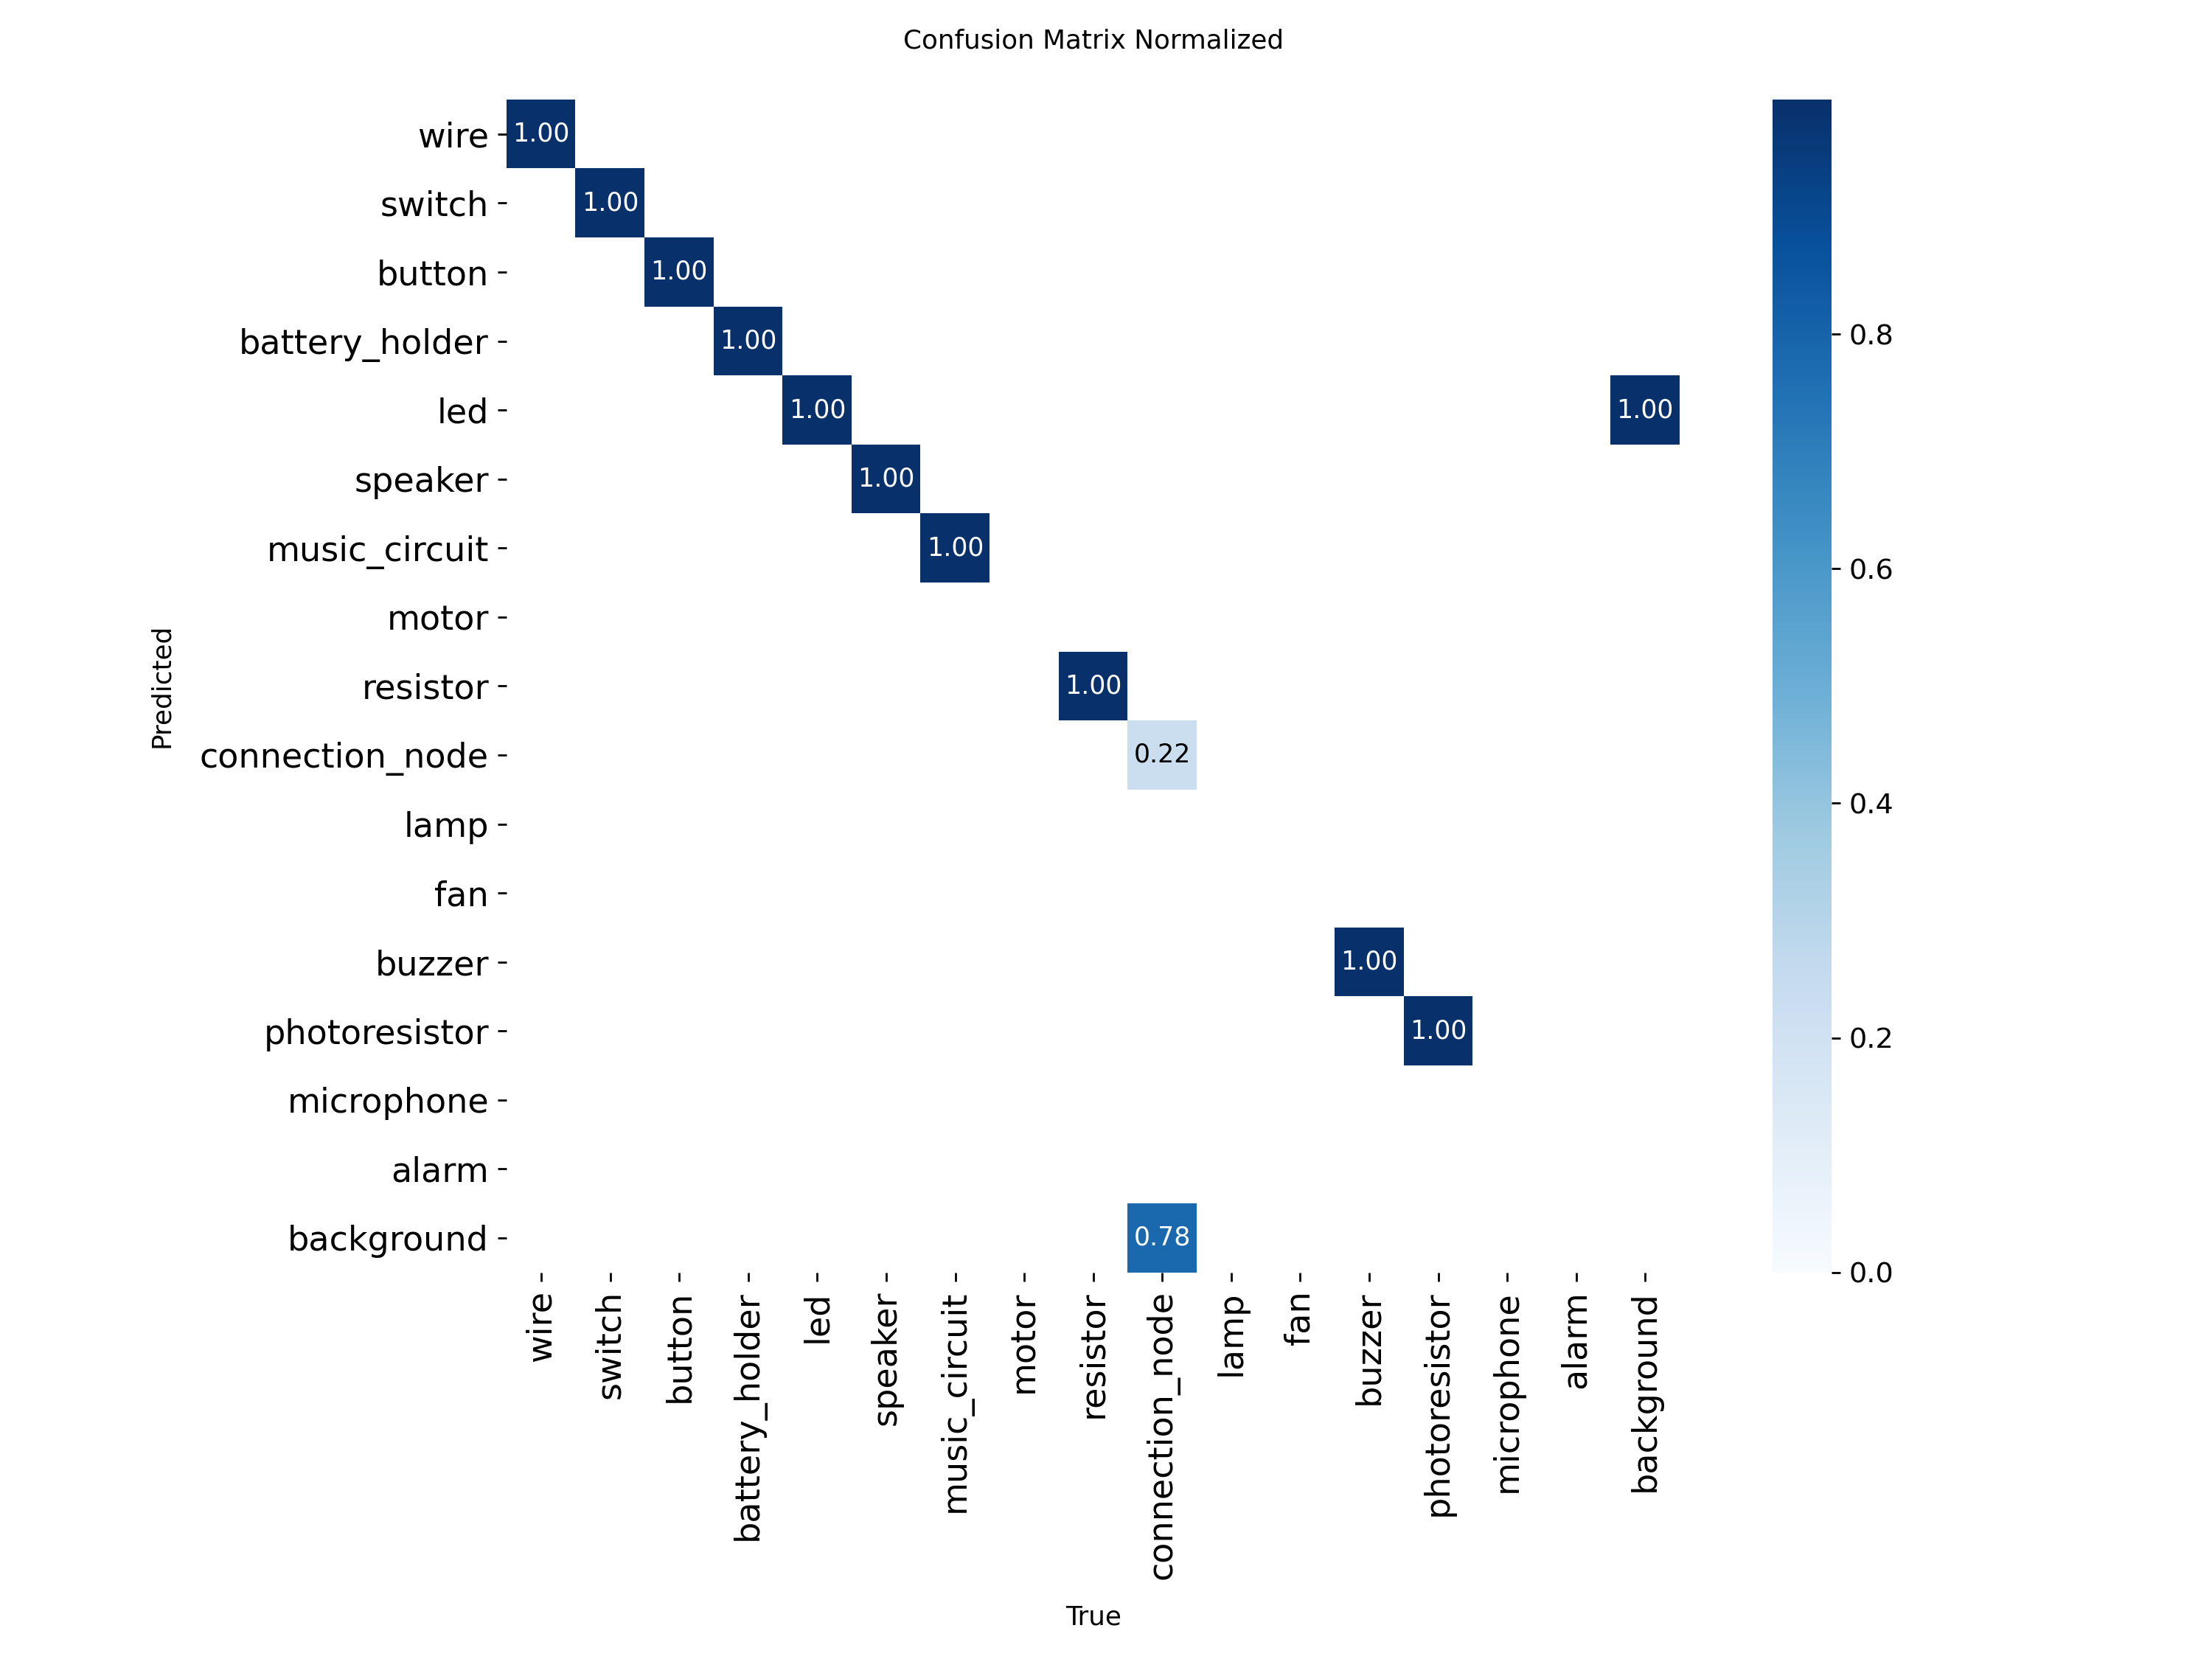 Confusion Matrix Normalized
wire 1.00
switch 1.00
button 1.00
battery_holder 1.00 0.8
led 1.00 1.00
speaker 1.00
music_circuit 1.00 0.6
motor
Predicted
resistor 1.00
connection_node 0.22
lamp 0.4
fan
buzzer 1.00
photoresistor 1.00 0.2
microphone
alarm
background 0.78 0.0
wire switch button battery_holder led speaker music_circuit motor resistor connection_node lamp fan buzzer photoresistor microphone alarm background
True